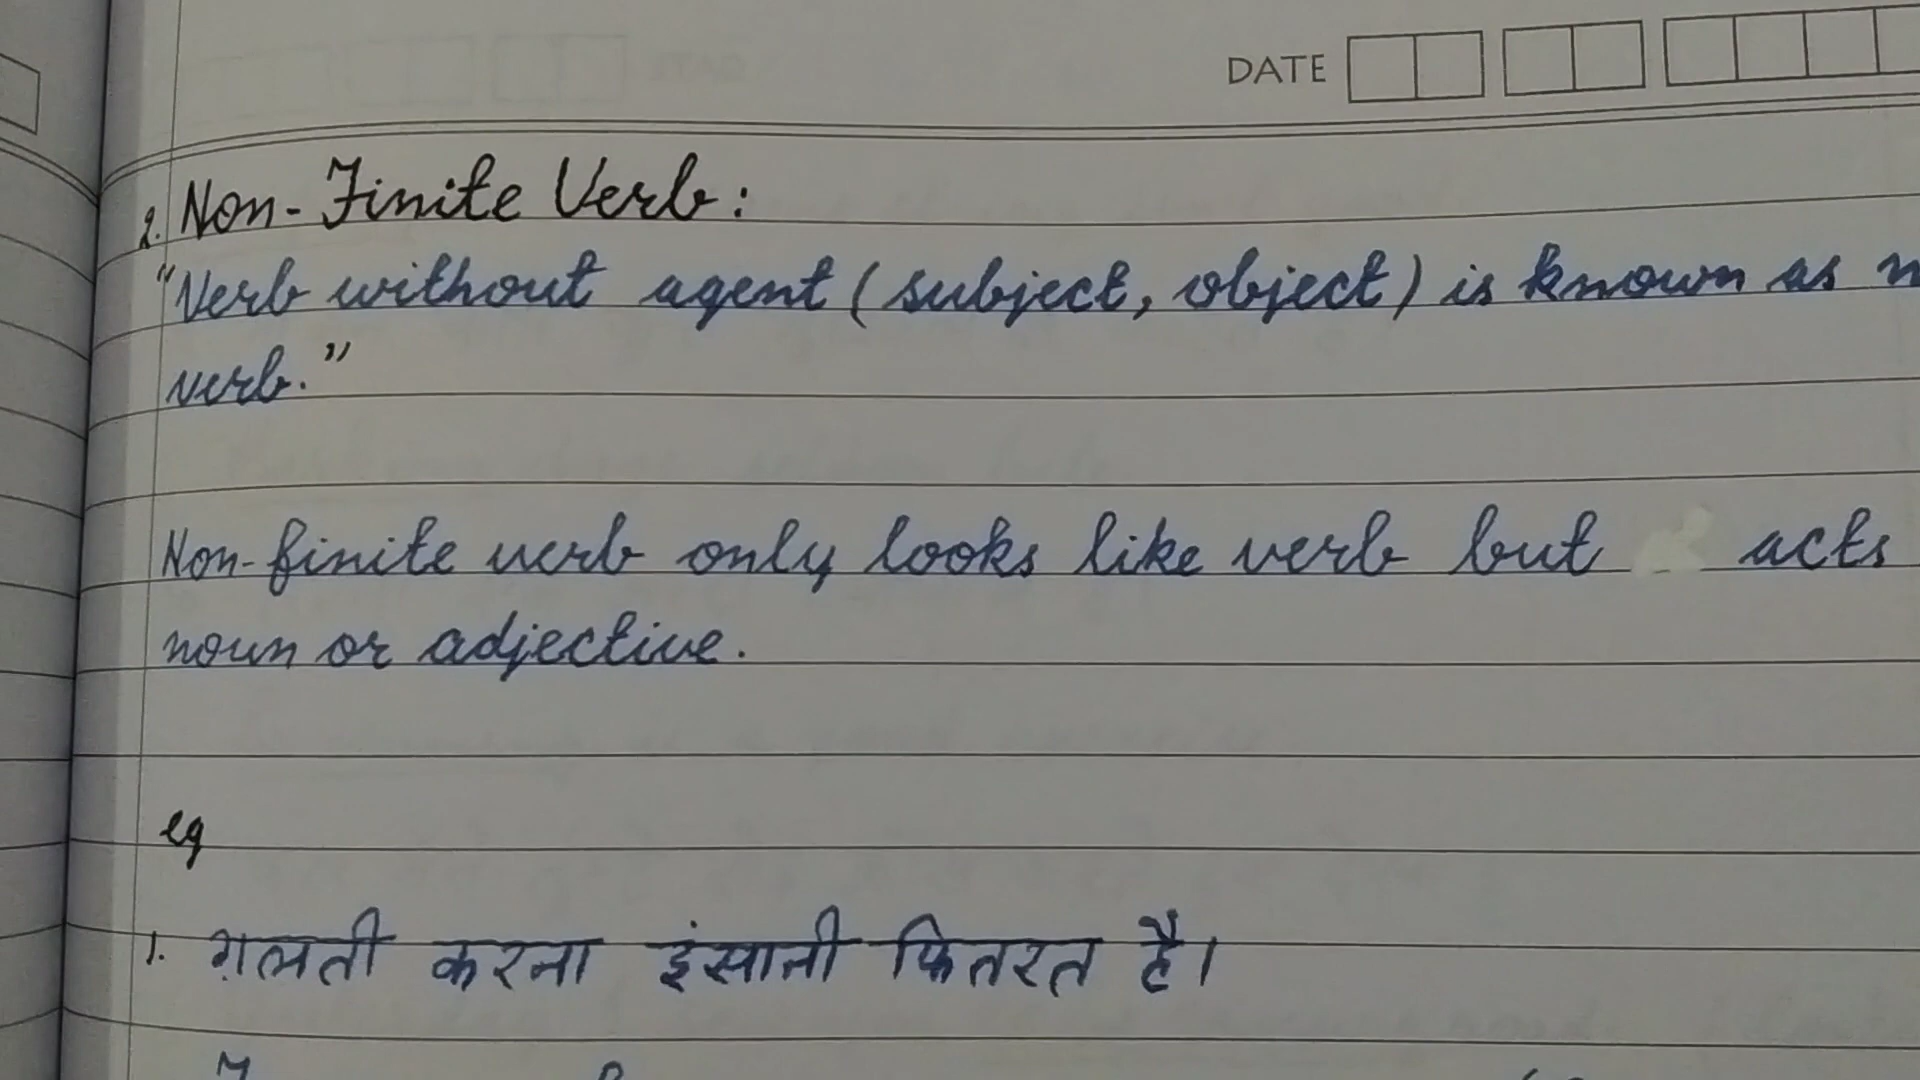 DATE
2. Non-Finite Verb:
"Verb without agent (subject, object) is known as
verb."
Non-finite verb only looks like verb but acts
noun or adjective.
eg
1. ग़लती करना इंसानी फितरत है।